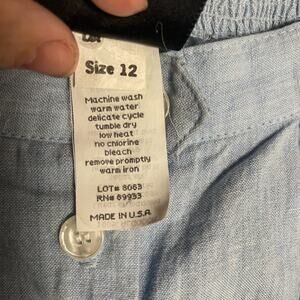 Size 12
Machine wash
warm water
delicate cycle
tumble dry
low heat
no chlorine
bleach
remove promptly
warm iron
LOT# 8083
RN# 89933
MADE IN U.S.A.